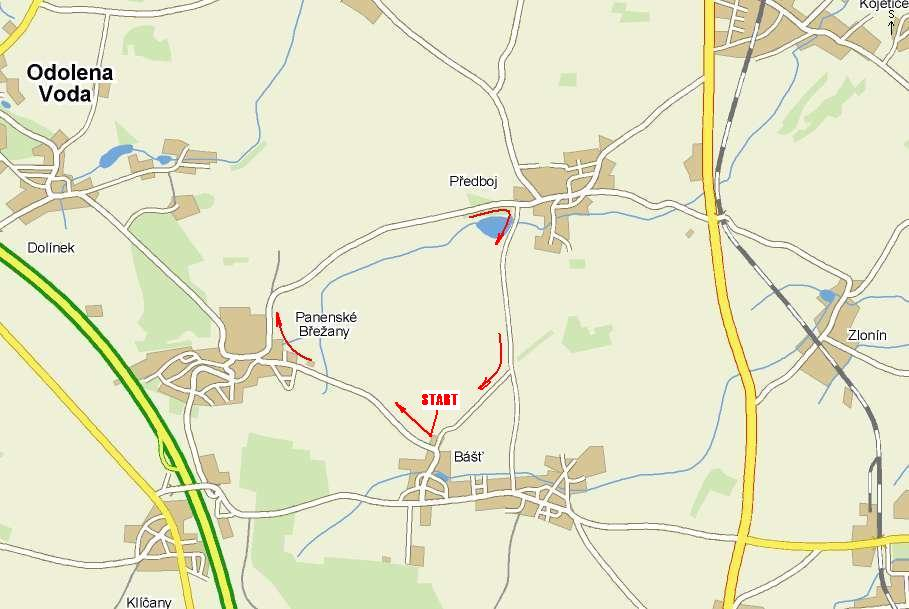 Kojetice
S
Odolena
Voda
Předboj
Dolínek
Panenské
Břežany
Zlonín
START
Bášť
Klíčany